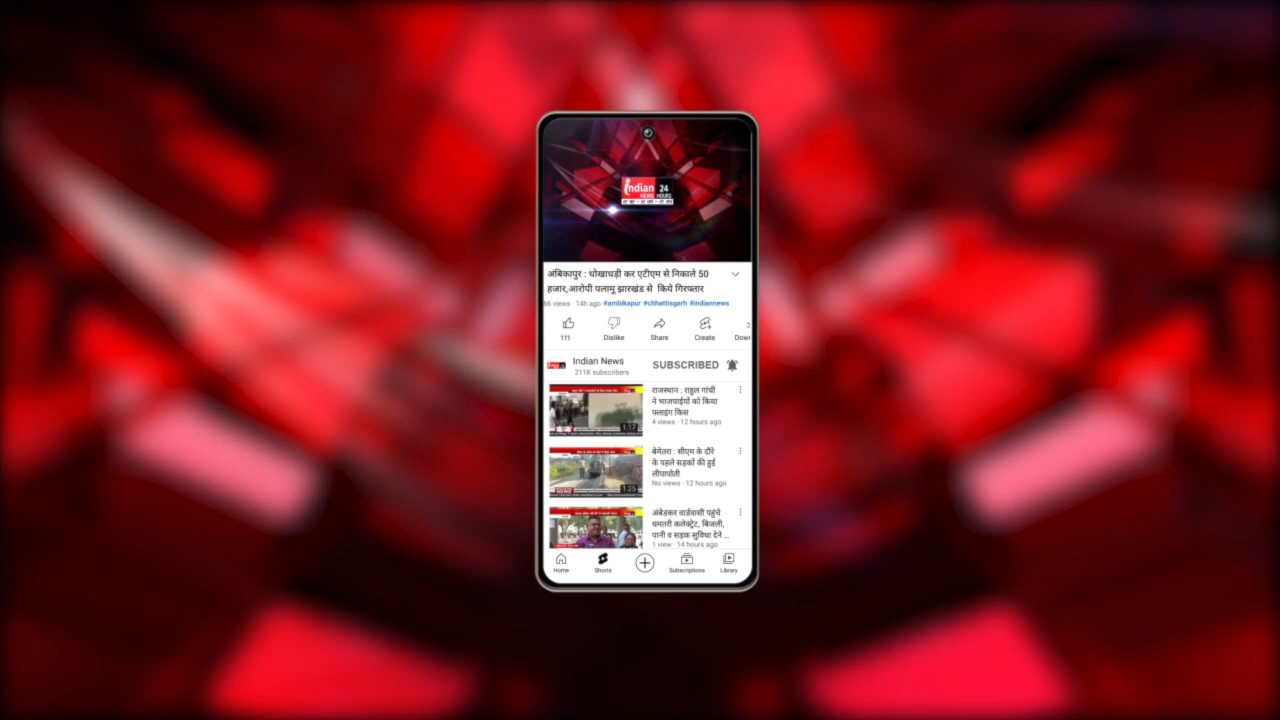 indian 24
NEWS HOURS
अंबिकापुर : धोखाधड़ी कर एटीएम से निकाले 50
हजार,आरोपी पलामू झारखंड से किये गिरफ्तार
66 views · 14h ago #ambikapur #chhattisgarh #indiannews
111 Dislike Share Create Dowl
Indian News
211K subscribers
SUBSCRIBED
राजस्थान : राहुल गांधी
ने भाजपाईयों को किया
फ्लाइंग किस
4 views · 12 hours ago
1:17
बेमेतरा : सीएम के दौरे
के पहले सड़कों की हुई
लीपापोती
No views · 12 hours ago
1:25
अंबेडकर वार्डवासी पहुंचे
धमतरी कलेक्ट्रेट, बिजली,
पानी व सड़क सुविधा देने ...
1 view · 14 hours ago
Home Shorts Subscriptions Library